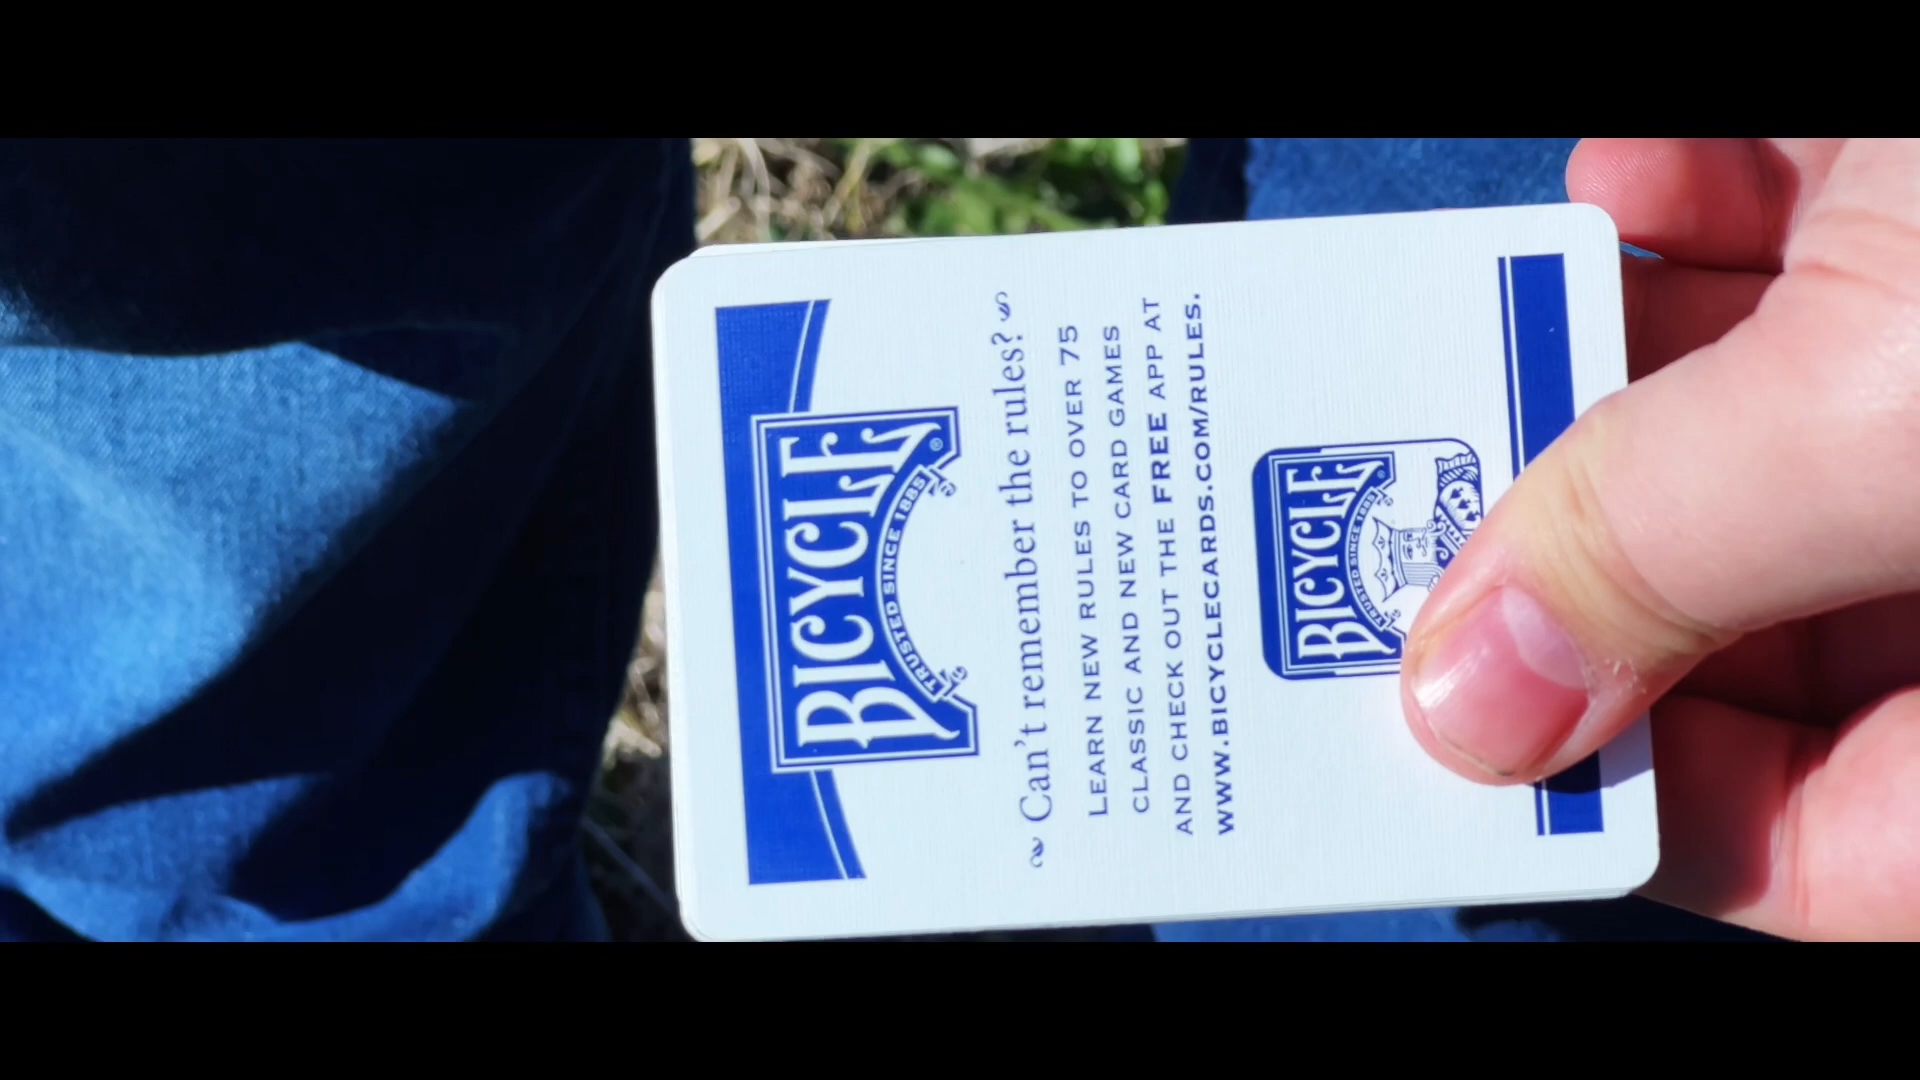 BICYCLE®
TRUSTED SINCE 1885
Can't remember the rules?
LEARN NEW RULES TO OVER 75
CLASSIC AND NEW CARD GAMES
AND CHECK OUT THE FREE APP AT
WWW.BICYCLECARDS.COM/RULES.
BICYCLE®
TRUSTED SINCE 1885